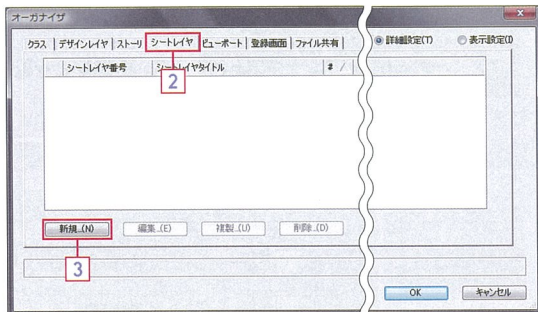 オーガナイザ
クラス デザインレイヤ ストーリ シートレイヤ ビューポート 登録画面 ファイル共有 詳細設定(T) 表示設定(I)
シートレイヤ番号 シートレイヤタイトル # /
2
新規...(N) 編集...(E) 複製...(U) 削除...(D)
3
OK キャンセル